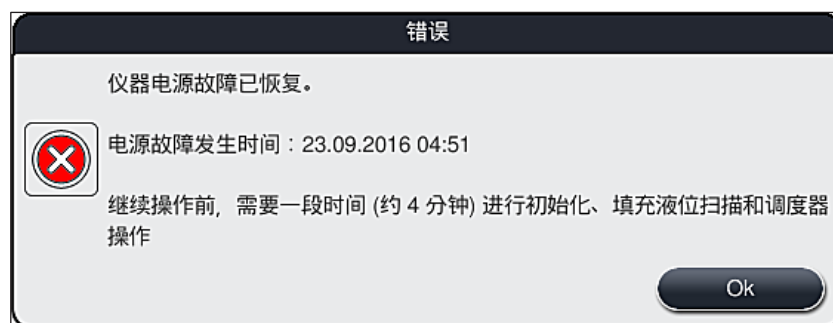 错误
仪器电源故障已恢复。
电源故障发生时间：23.09.2016 04:51
继续操作前，需要一段时间 (约 4 分钟) 进行初始化、填充液位扫描和调度器
操作
Ok